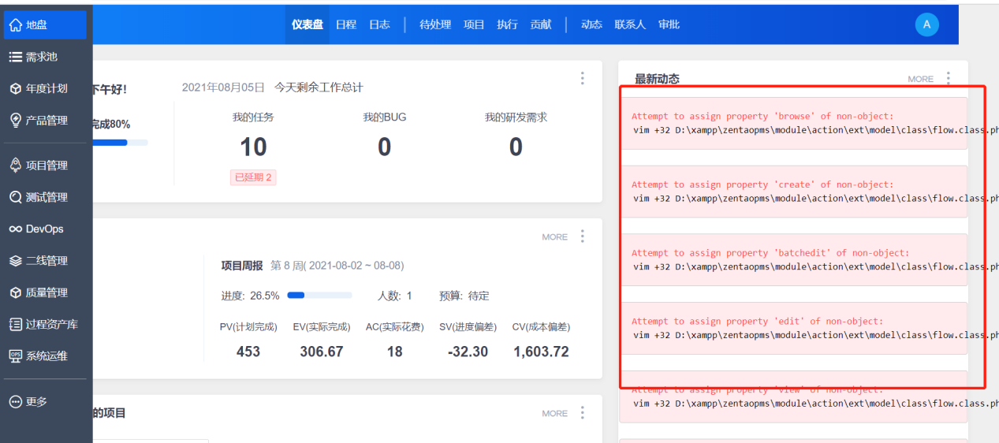 地盘
需求池
年度计划
产品管理
项目管理
测试管理
DevOps
二线管理
质量管理
过程资产库
系统运维
更多
仪表盘 日程 日志 待处理 项目 执行 贡献 动态 联系人 审批
A
下午好!
完成80%
2021年08月05日 今天剩余工作总计
我的任务 我的BUG 我的研发需求
10 0 0
已延期 2
MORE
项目周报 第 8 周( 2021-08-02 ~ 08-08)
进度: 26.5% 人数: 1 预算: 待定
PV(计划完成) EV(实际完成) AC(实际花费) SV(进度偏差) CV(成本偏差)
453 306.67 18 -32.30 1,603.72
的项目
MORE
最新动态 MORE
Attempt to assign property 'browse' of non-object:
vim +32 D:\xampp\zentaopms\module\action\ext\model\class\flow.class.ph
Attempt to assign property 'create' of non-object:
vim +32 D:\xampp\zentaopms\module\action\ext\model\class\flow.class.ph
Attempt to assign property 'batchedit' of non-object:
vim +32 D:\xampp\zentaopms\module\action\ext\model\class\flow.class.ph
Attempt to assign property 'edit' of non-object:
vim +32 D:\xampp\zentaopms\module\action\ext\model\class\flow.class.ph
Attempt to assign property 'view' of non-object:
vim +32 D:\xampp\zentaopms\module\action\ext\model\class\flow.class.ph